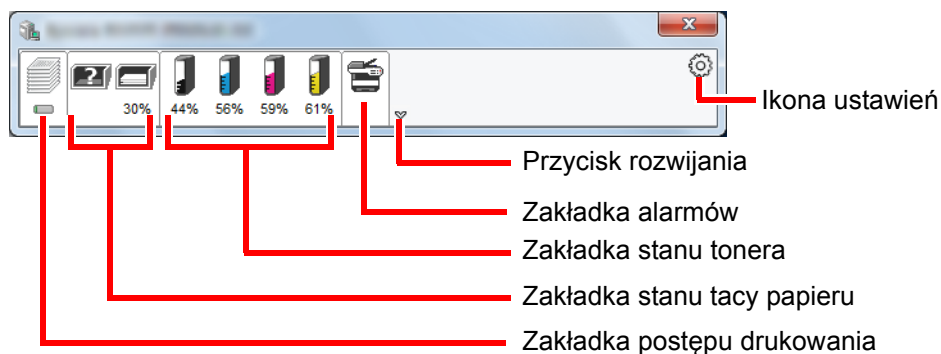 ?
30%
44% 56% 59% 61%
Ikona ustawień
Przycisk rozwijania
Zakładka alarmów
Zakładka stanu tonera
Zakładka stanu tacy papieru
Zakładka postępu drukowania